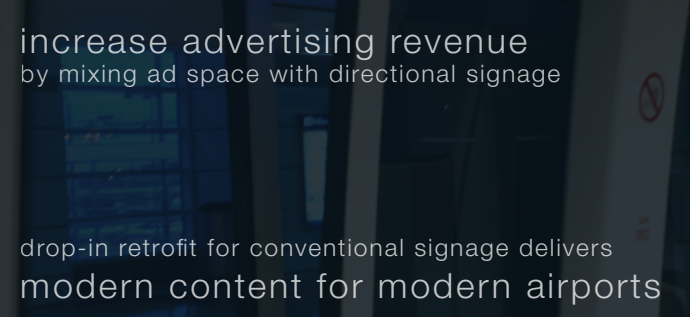 increase advertising revenue
by mixing ad space with directional signage
drop-in retrofit for conventional signage delivers
modern content for modern airports